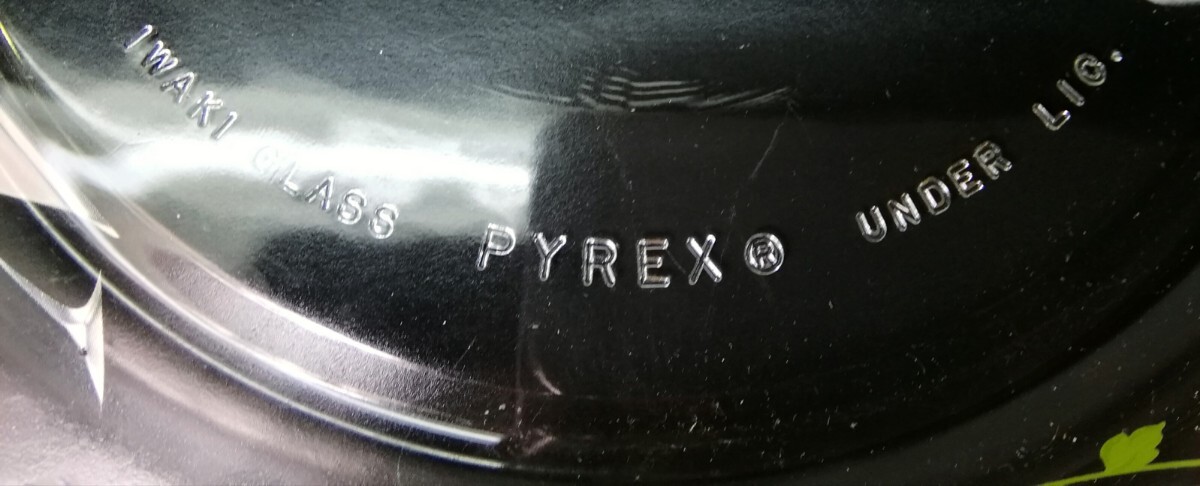 IWAKI GLASS PYREX® UNDER LIC.